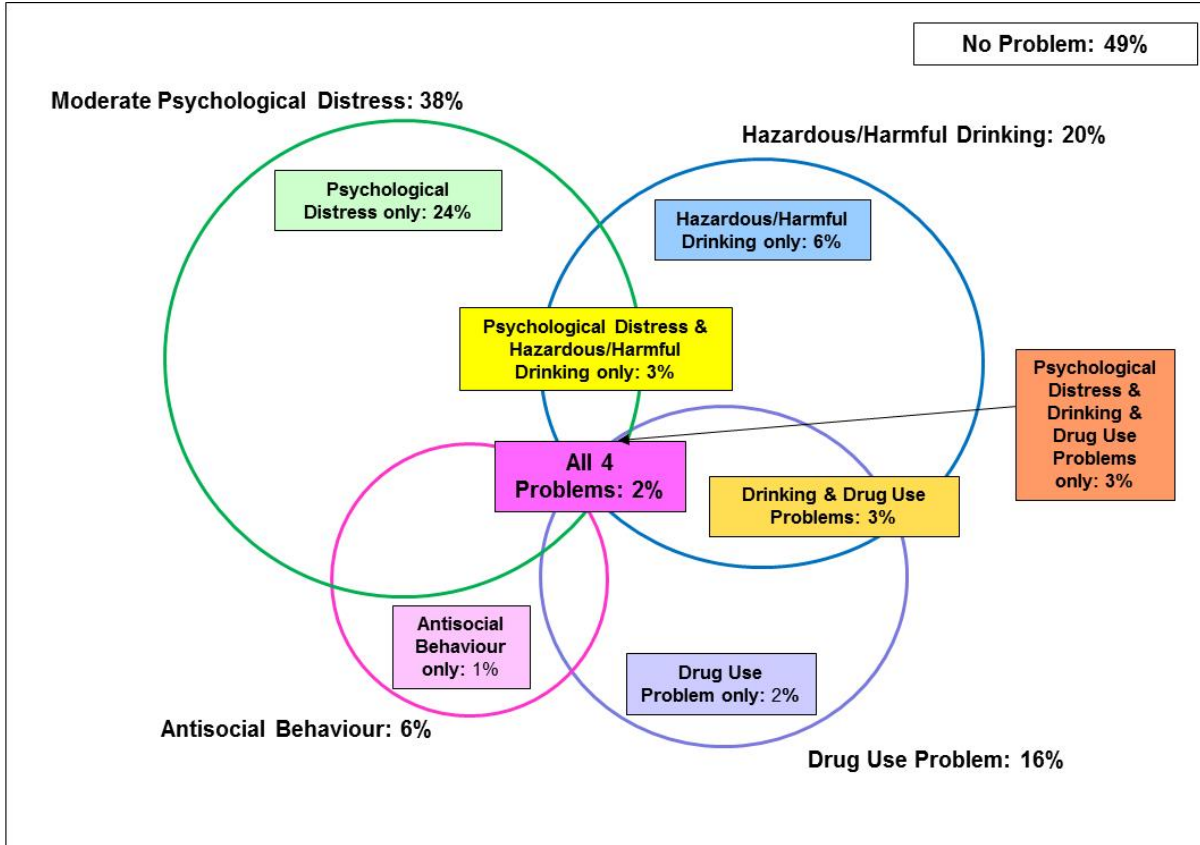 No Problem: 49%
Moderate Psychological Distress: 38%
Hazardous/Harmful Drinking: 20%
Psychological
Distress only: 24%
Hazardous/Harmful
Drinking only: 6%
Psychological Distress &
Hazardous/Harmful
Drinking only: 3%
Psychological
Distress &
Drinking &
Drug Use
Problems
only: 3%
All 4
Problems: 2%
Drinking & Drug Use
Problems: 3%
Antisocial
Behaviour
only: 1%
Drug Use
Problem only: 2%
Antisocial Behaviour: 6%
Drug Use Problem: 16%